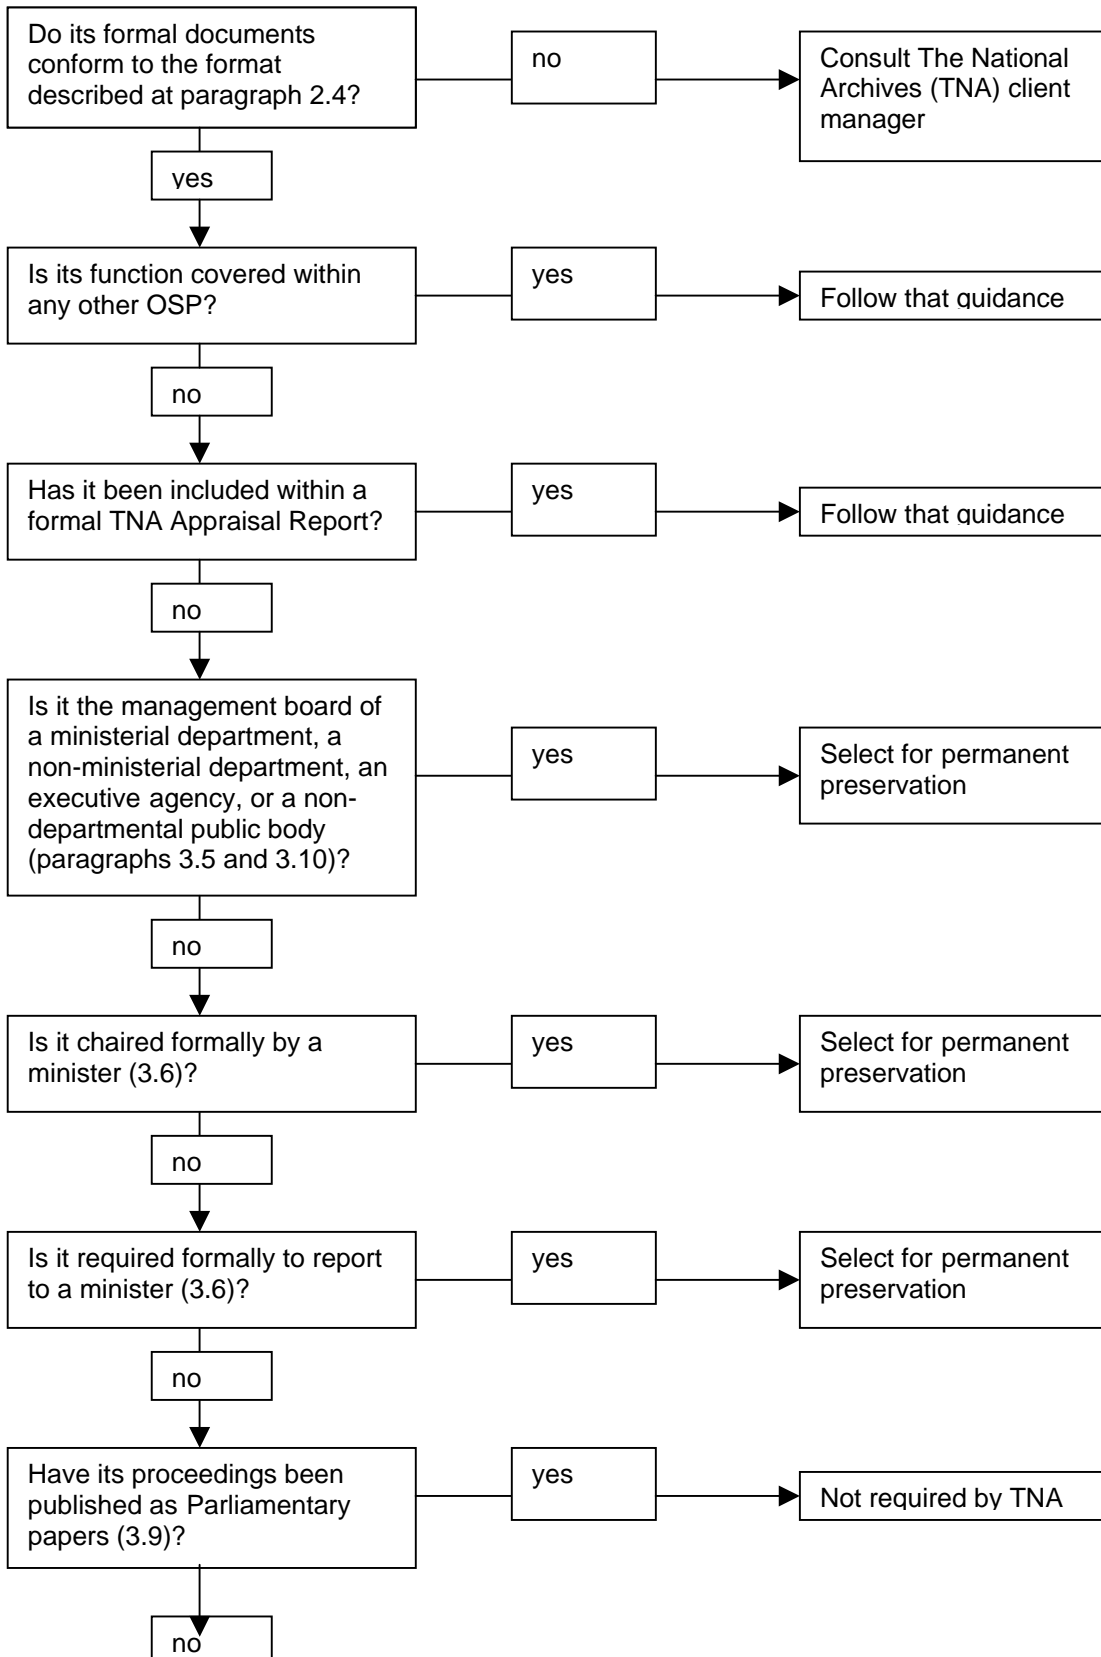 Do its formal documents
conform to the format
described at paragraph 2.4?
no
Consult The National
Archives (TNA) client
manager
yes
Is its function covered within
any other OSP?
yes
Follow that guidance
no
Has it been included within a
formal TNA Appraisal Report?
yes
Follow that guidance
no
Is it the management board of
a ministerial department, a
non-ministerial department, an
executive agency, or a non-
departmental public body
(paragraphs 3.5 and 3.10)?
yes
Select for permanent
preservation
no
Is it chaired formally by a
minister (3.6)?
yes
Select for permanent
preservation
no
Is it required formally to report
to a minister (3.6)?
yes
Select for permanent
preservation
no
Have its proceedings been
published as Parliamentary
papers (3.9)?
yes
Not required by TNA
no